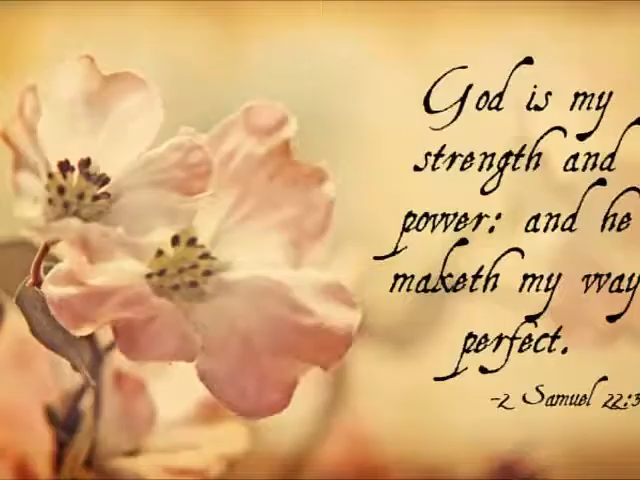 God is my
strength and
power: and he
maketh my way
perfect.
-2 Samuel 22:3